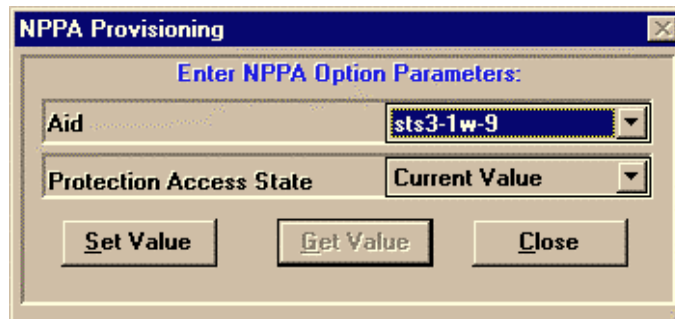 NPPA Provisioning
Enter NPPA Option Parameters:
Aid sts3-1w-9
Protection Access State Current Value
Set Value Get Value Close